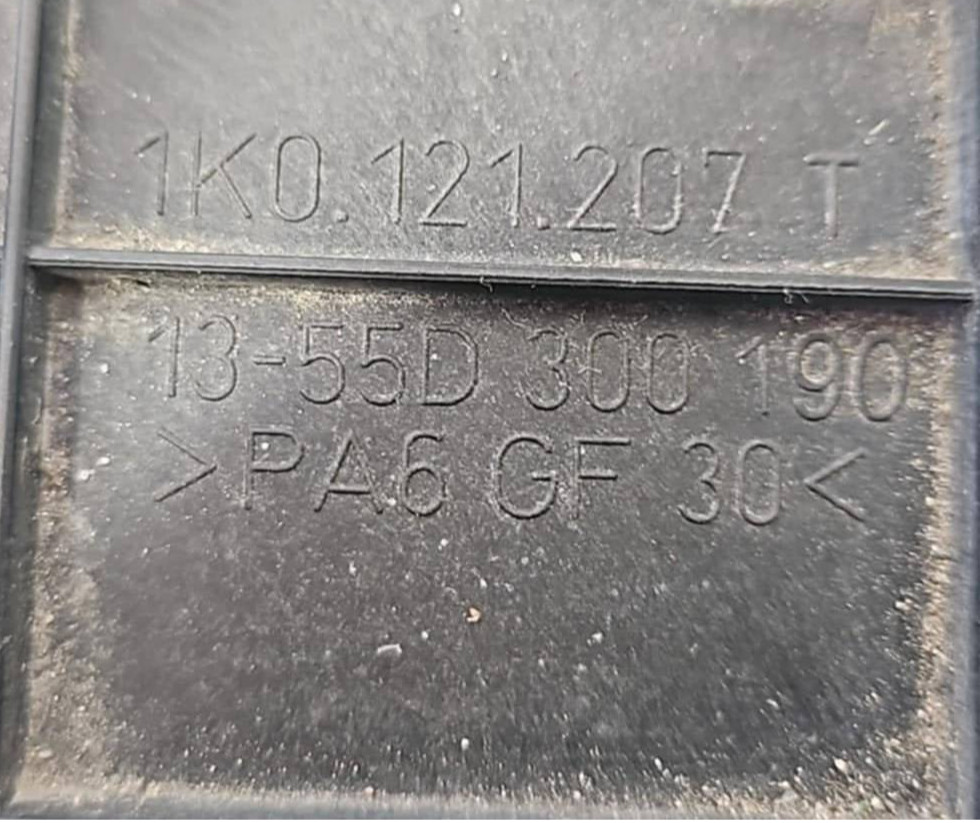 1K0.121.207 T
13-55D 300 190
>PA6 GF 30<